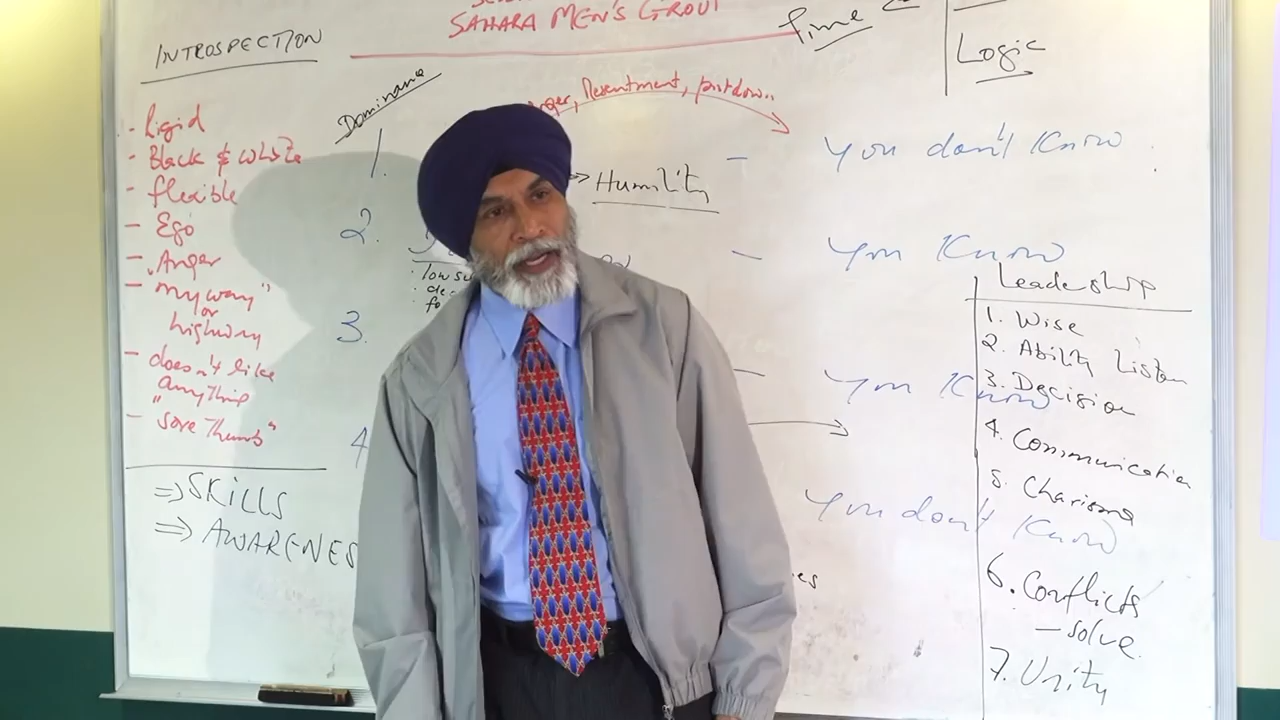 SAHARA MEN'S GROUP
INTROSPECTION
- Rigid
- Black & white
- flexible
- Ego
- Anger
- "my way"
or
highway
- doesn't like
anything
- "sore thumb"
=> SKILLS
=> AWARENES
Dominance
1.
2.
3.
4
Anger, Resentment, putdown..
=> Humility
Time
Logic
- You don't Know
- You Know
- You Know
You don't Know
Leadership
1. Wise
2. Ability Listen
3. Decision
4. Communication
5. Charisma
6. Conflicts
- solve
7. Unity